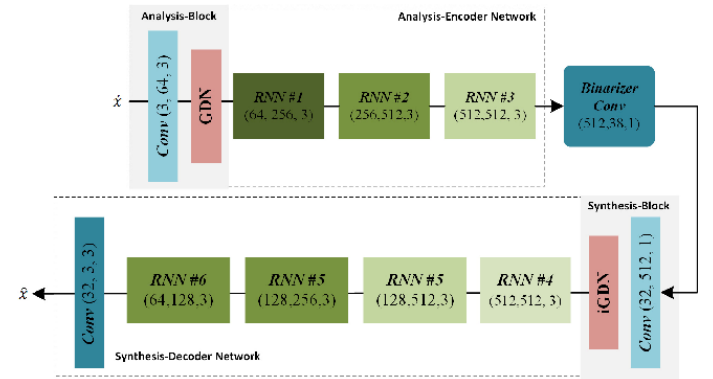 Analysis-Block
Analysis-Encoder Network
ẋ
Conv (3, 64, 3)
GDN
RNN #1
(64, 256, 3)
RNN #2
(256,512,3)
RNN #3
(512,512, 3)
Binarizer
Conv
(512,38,1)
Synthesis-Block
x̂
Conv (32, 3, 3)
RNN #6
(64,128,3)
RNN #5
(128,256,3)
RNN #5
(128,512,3)
RNN #4
(512,512, 3)
iGDN
Conv (32, 512, 1)
Synthesis-Decoder Network